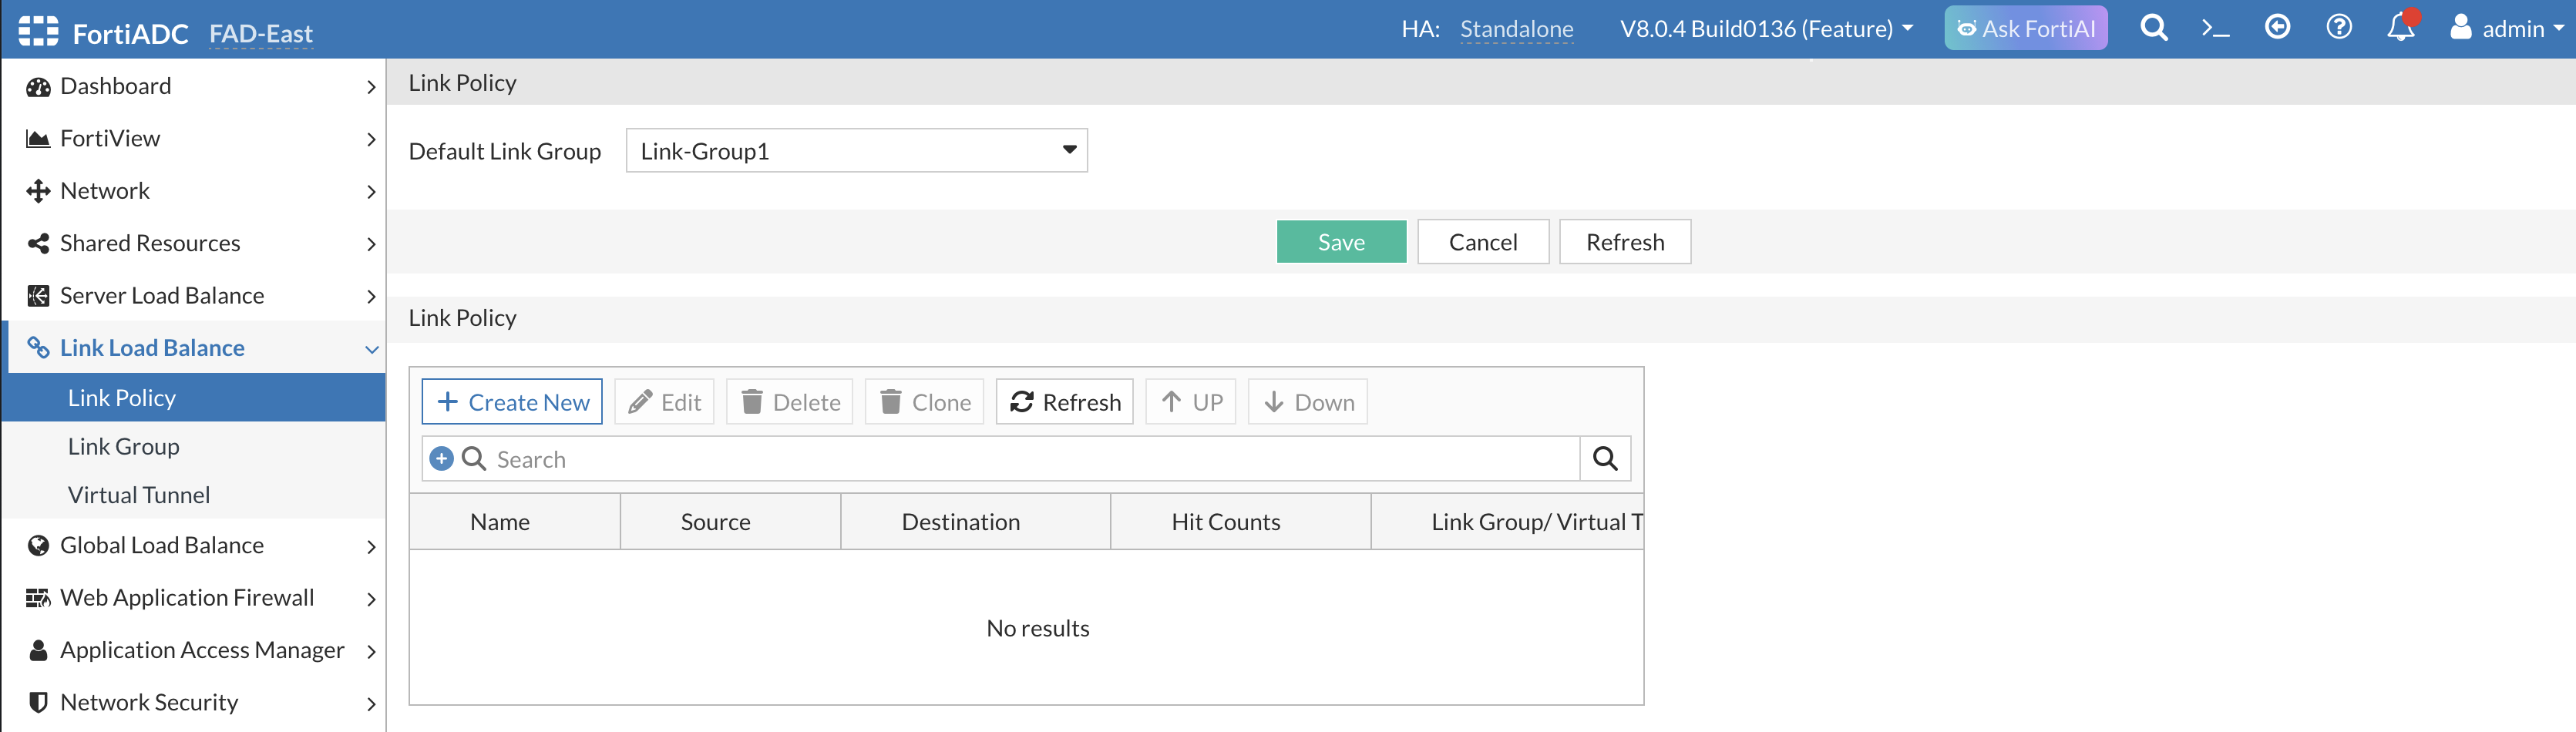 FortiADC FAD-East HA: Standalone V8.0.4 Build0136 (Feature) Ask FortiAI admin
Dashboard
FortiView
Network
Shared Resources
Server Load Balance
Link Load Balance
Link Policy
Link Group
Virtual Tunnel
Global Load Balance
Web Application Firewall
Application Access Manager
Network Security
Link Policy
Default Link Group Link-Group1
Save Cancel Refresh
Link Policy
Create New Edit Delete Clone Refresh UP Down
Search
Name Source Destination Hit Counts Link Group/ Virtual T
No results